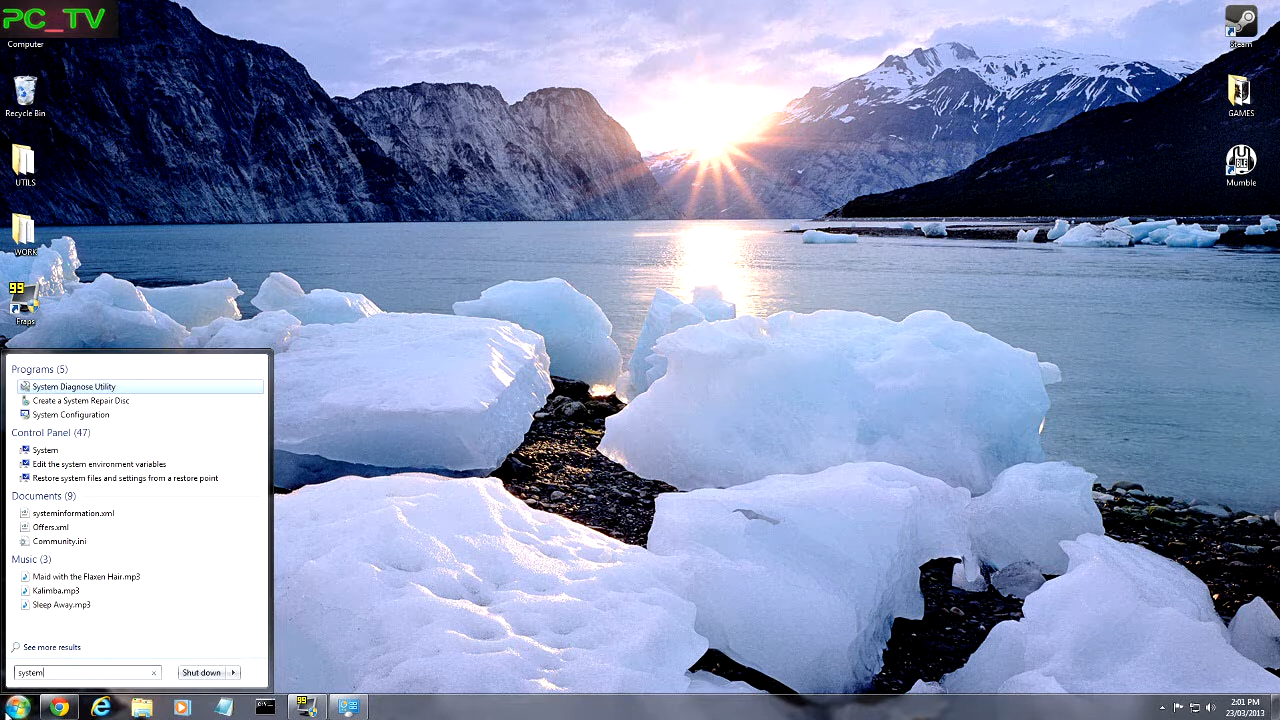 PC_TV
Computer
Recycle Bin
UTILS
WORK
99
Fraps
Steam
GAMES
BLE
Mumble
Programs (5)
System Diagnose Utility
Create a System Repair Disc
System Configuration
Control Panel (47)
System
Edit the system environment variables
Restore system files and settings from a restore point
Documents (9)
systeminformation.xml
Offers.xml
Community.ini
Music (3)
Maid with the Flaxen Hair.mp3
Kalimba.mp3
Sleep Away.mp3
See more results
system
Shut down
99
2:01 PM
23/03/2013